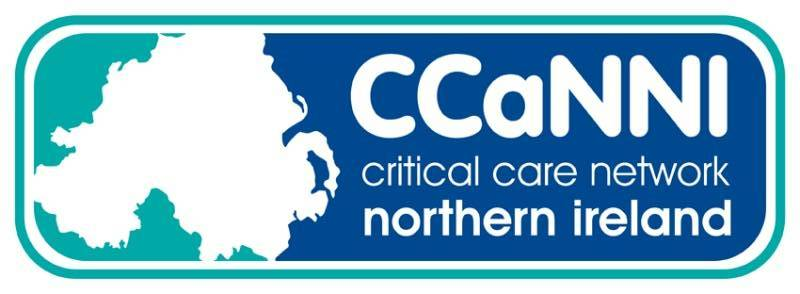 CCaNNI
critical care network
northern ireland